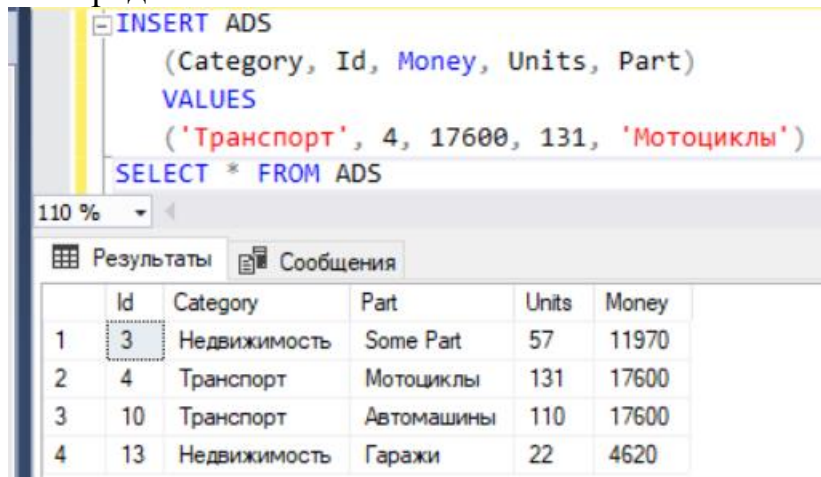 INSERT ADS
(Category, Id, Money, Units, Part)
VALUES
('Транспорт', 4, 17600, 131, 'Мотоциклы')
SELECT * FROM ADS
110 %
Результаты Сообщения
Id Category Part Units Money
1 3 Недвижимость Some Part 57 11970
2 4 Транспорт Мотоциклы 131 17600
3 10 Транспорт Автомашины 110 17600
4 13 Недвижимость Гаражи 22 4620